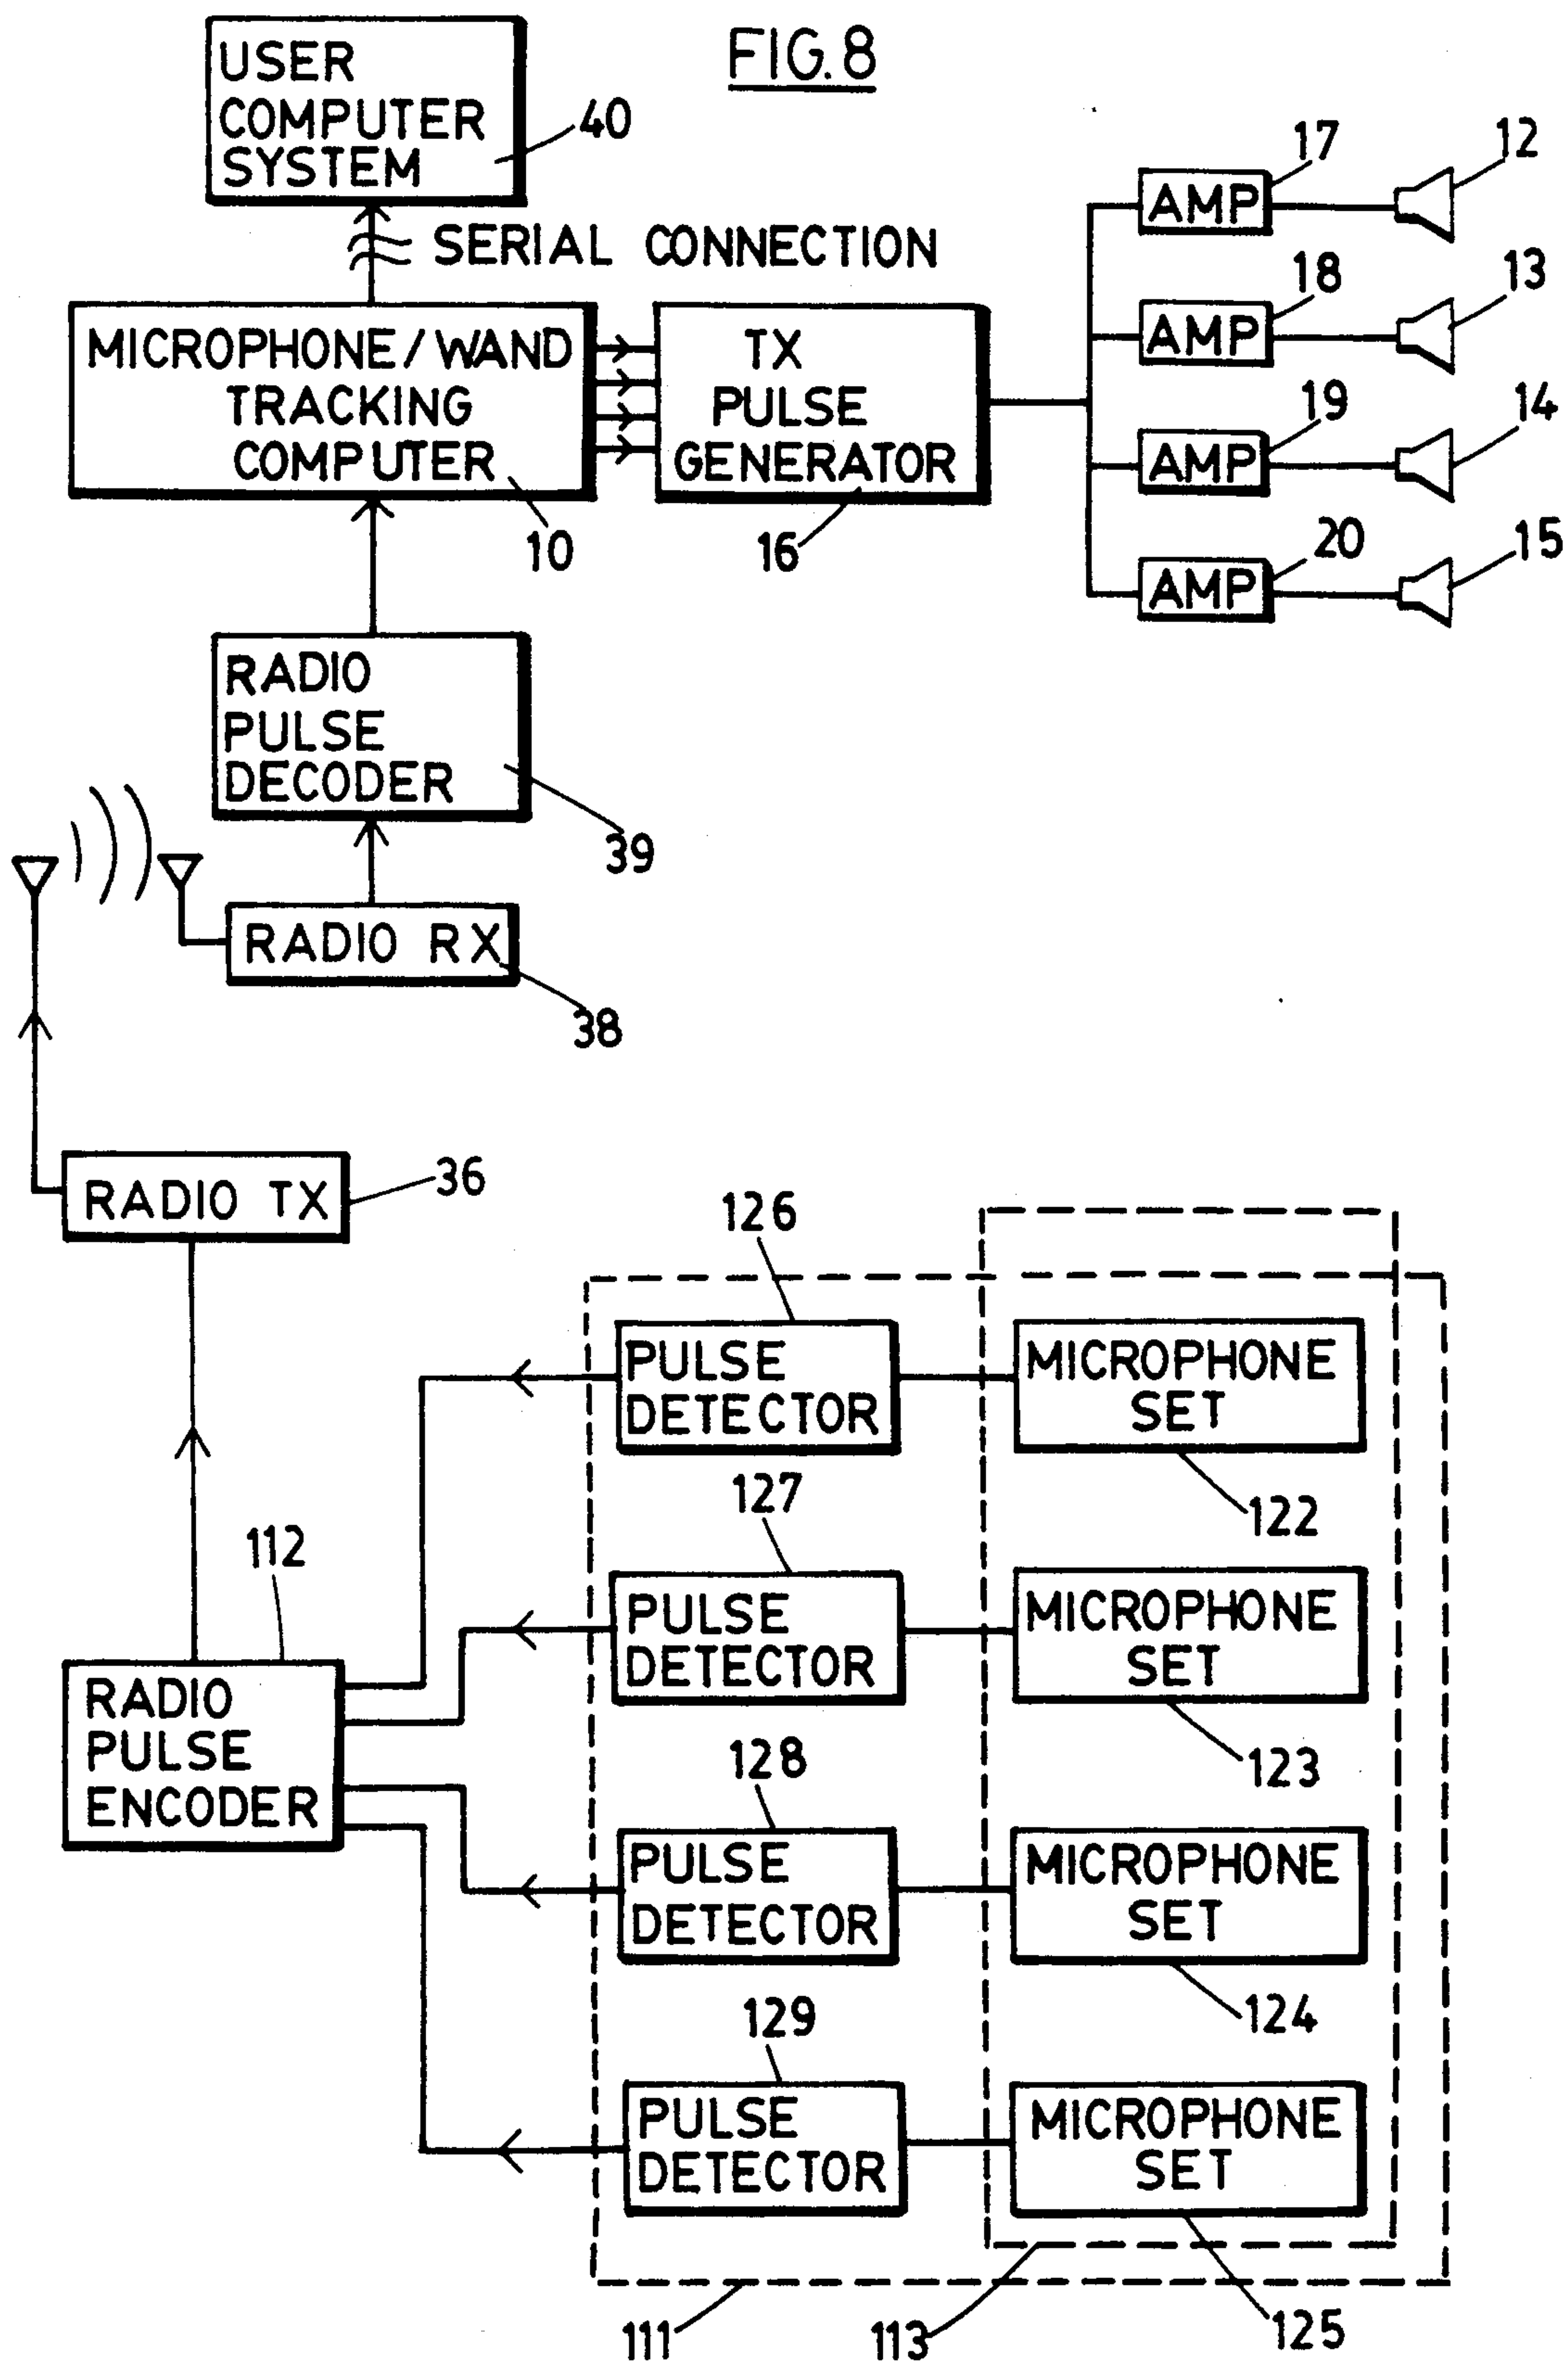 FIG.8
USER
COMPUTER
SYSTEM
40
SERIAL CONNECTION
MICROPHONE/WAND
TRACKING
COMPUTER
10
TX
PULSE
GENERATOR
16
AMP
17
12
AMP
18
13
AMP
19
14
AMP
20
15
RADIO
PULSE
DECODER
39
RADIO RX
38
RADIO TX
36
126
PULSE
DETECTOR
MICROPHONE
SET
122
127
PULSE
DETECTOR
MICROPHONE
SET
123
112
RADIO
PULSE
ENCODER
128
PULSE
DETECTOR
MICROPHONE
SET
124
129
PULSE
DETECTOR
MICROPHONE
SET
125
111
113